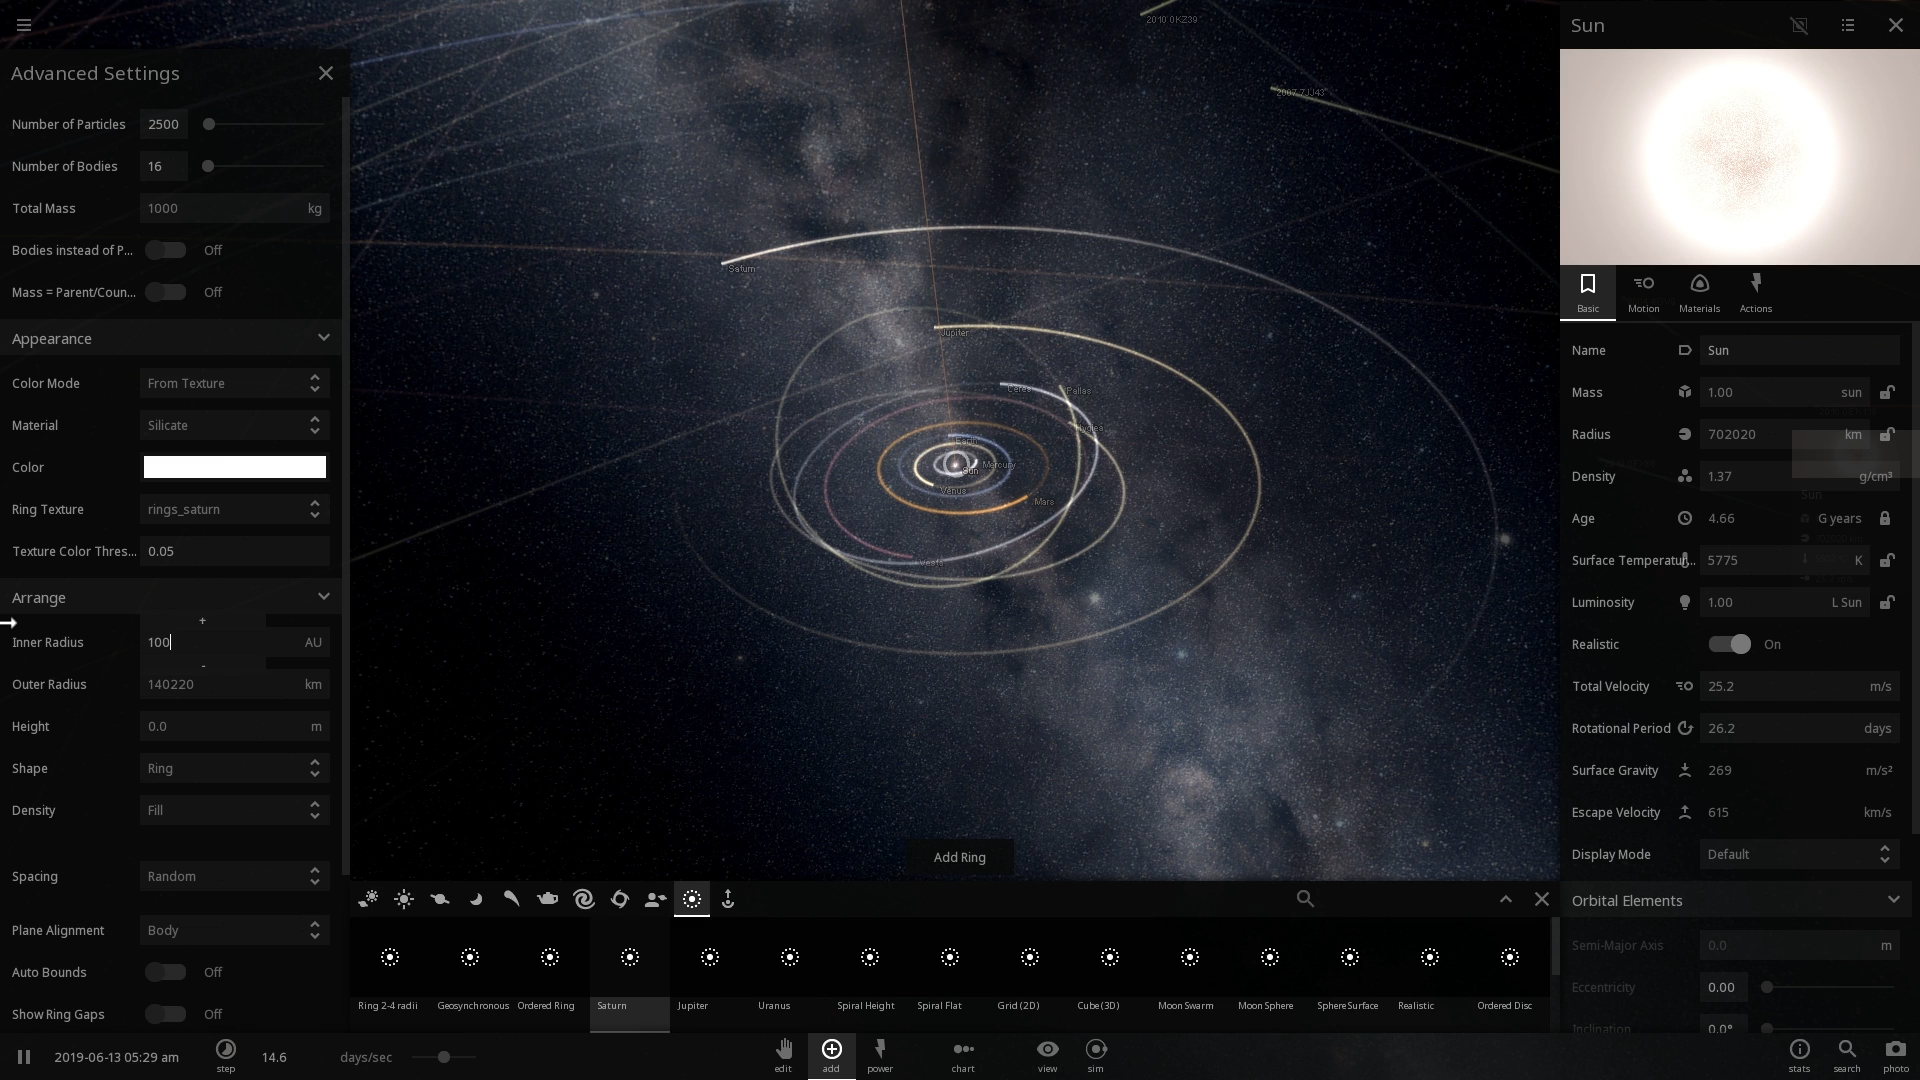 Advanced Settings
Number of Particles 2500
Number of Bodies 16
Total Mass 1000 kg
Bodies instead of P... Off
Mass = Parent/Coun... Off
Appearance
Color Mode From Texture
Material Silicate
Color
Ring Texture rings_saturn
Texture Color Thres... 0.05
Arrange
+
Inner Radius 100 AU
-
Outer Radius 140220 km
Height 0.0 m
Shape Ring
Density Fill
Spacing Random
Plane Alignment Body
Auto Bounds Off
Show Ring Gaps Off
2010 0KZ39
Saturn
Jupiter
Ceres
Pallas
Hygiea
Earth
Mercury
Sun
Venus
Mars
Vesta
Add Ring
Ring 2-4 radii
Geosynchronous
Ordered Ring
Saturn
Jupiter
Uranus
Spiral Height
Spiral Flat
Grid (2D)
Cube (3D)
Moon Swarm
Moon Sphere
Sphere Surface
Realistic
Ordered Disc
2019-06-13 05:29 am
step
14.6 days/sec
edit
add
power
chart
view
sim
stats
search
photo
Sun
Basic
Motion
Materials
Actions
Name Sun
Mass 1.00 sun
Radius 702020 km
Density 1.37 g/cm³
Age 4.66 G years
Surface Temperatur... 5775 K
Luminosity 1.00 L Sun
Realistic On
Total Velocity 25.2 m/s
Rotational Period 26.2 days
Surface Gravity 269 m/s²
Escape Velocity 615 km/s
Display Mode Default
Orbital Elements
Semi-Major Axis 0.0 m
Eccentricity 0.00
Inclination 0.0°